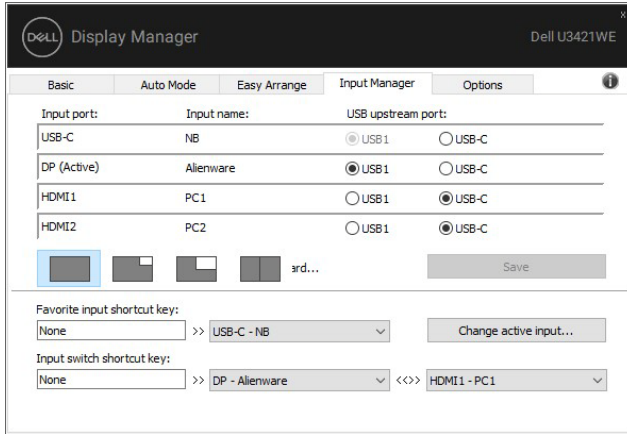 DELL Display Manager Dell U3421WE x
Basic Auto Mode Easy Arrange Input Manager Options
Input port: Input name: USB upstream port:
USB-C NB USB1 USB-C
DP (Active) Alienware USB1 USB-C
HDMI1 PC1 USB1 USB-C
HDMI2 PC2 USB1 USB-C
ard... Save
Favorite input shortcut key:
None >> USB-C - NB Change active input...
Input switch shortcut key:
None >> DP - Alienware <<>> HDMI1 - PC1